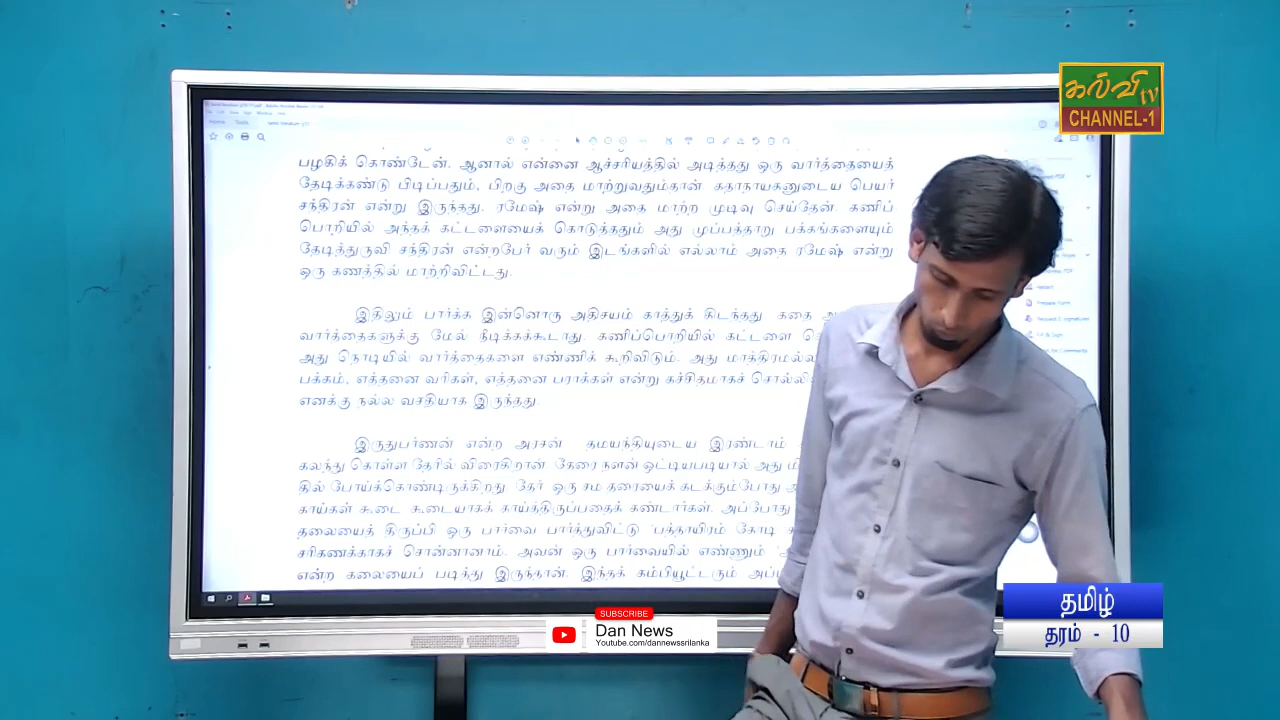 கல்வி tv
CHANNEL-1
பழகிக் கொண்டேன். ஆனால் என்னை ஆச்சரியத்தில் அடித்தது ஒரு வார்த்தையைத்
தேடிக்கண்டு பிடிப்பதும், பிறகு அதை மாற்றுவதும்தான் கதாநாயகனுடைய பெயர்
சந்திரன் என்று இருந்தது. ரமேஷ் என்று அதை மாற்ற முடிவு செய்தேன். கணிப்
பொறியில் அந்தக் கட்டளையைக் கொடுத்ததும் அது முப்பத்தாறு பக்கங்களையும்
தேடித்துருவி சந்திரன் என்றபேர் வரும் இடங்களில் எல்லாம் அதை ரமேஷ் என்று
ஒரு கணத்தில் மாற்றிவிட்டது.
இதிலும் பார்க்க இன்னொரு அதிசயம் காத்துக் கிடந்தது கதை
வார்த்தைகளுக்கு மேல் நீடிக்கக்கூடாது. கணிப்பொறியில் கட்டளை
அது நொடியில் வார்த்தைகளை எண்ணிக் கூறிவிடும். அது மாத்திரமல்ல
பக்கம், எத்தனை வரிகள், எத்தனை பராக்கள் என்று கச்சிதமாகச்
எனக்கு நல்ல வசதியாக இருந்தது.
இருதுபர்ணன் என்ற அரசன் தமயந்தியுடைய இரண்டாம்
கலந்து கொள்ள தேரில் விரைகிறான் தேரை நளன் ஓட்டியபடியால் அது
தில் போய்க்கொண்டிருக்கிறது தேர் ஒரு சம தரையைக் கடக்கும்போது
காய்கள் கூடை கூடையாகக் காய்த்திருப்பதைக் கண்டார்கள். அப்போது
தலையைத் திருப்பி ஒரு பார்வை பார்த்துவிட்டு 'பத்தாயிரம் கோடி
சரிகணக்காகச் சொன்னானாம். அவன் ஒரு பார்வையில் எண்ணும்
என்ற கலையைப் படித்து இருந்தான். இந்தக் கம்பியூட்டரும்
SUBSCRIBE
Dan News
Youtube.com/dannewssrilanka
தமிழ்
தரம் - 10